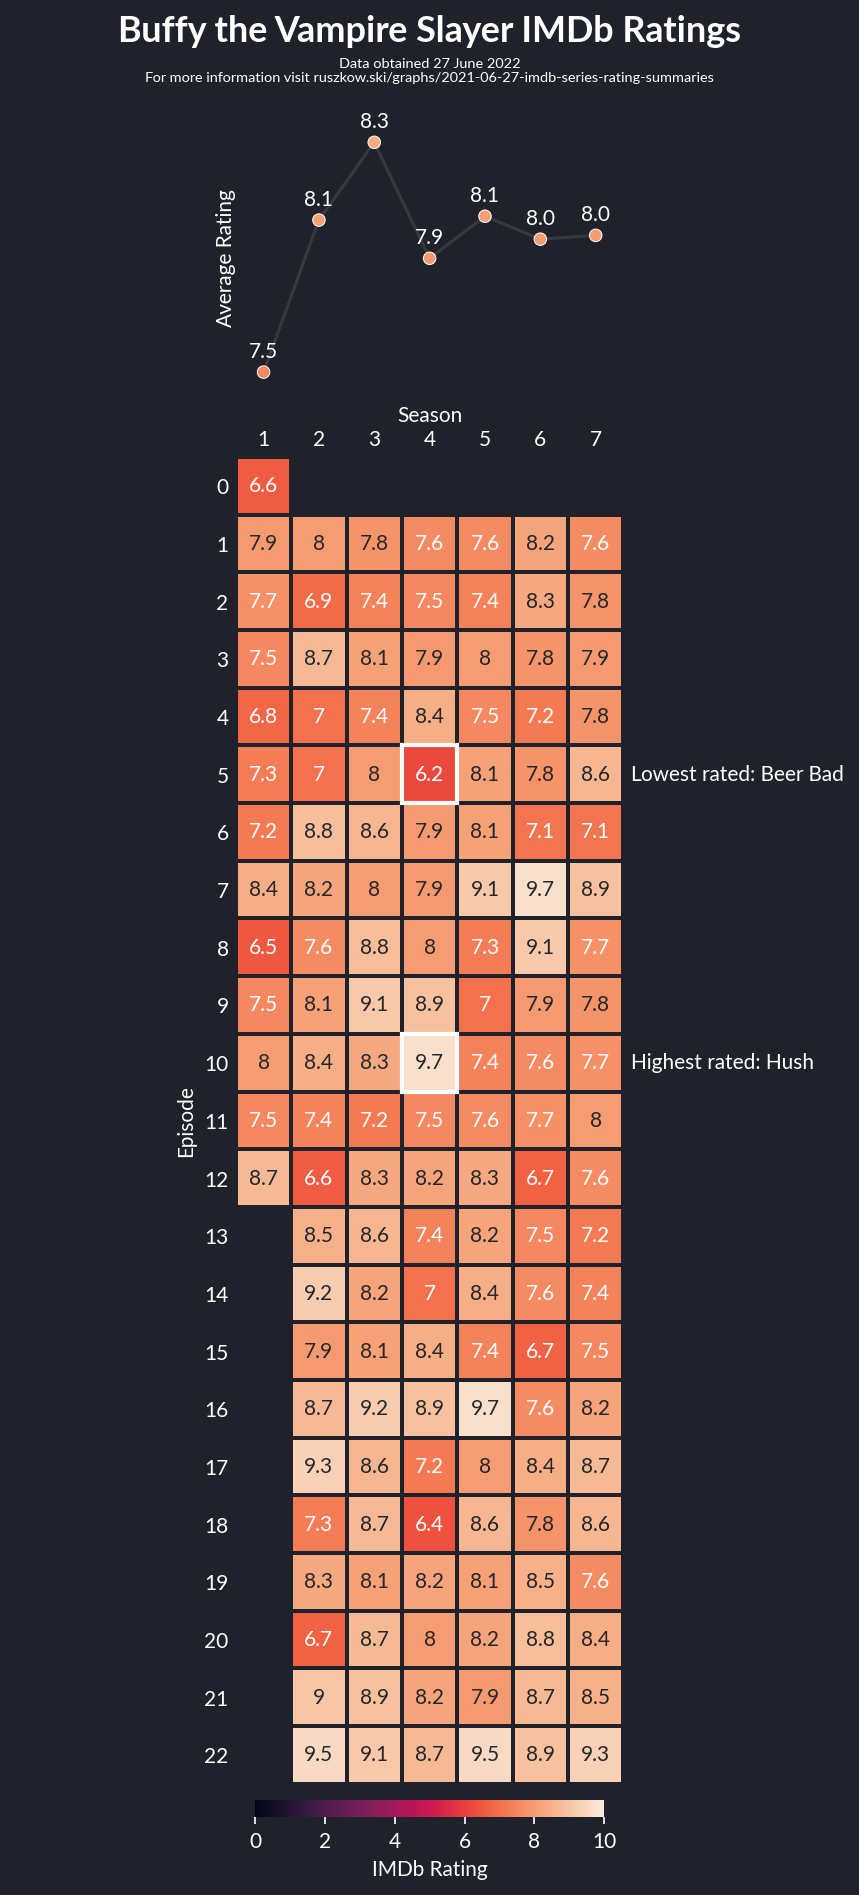 Buffy the Vampire Slayer IMDb Ratings
Data obtained 27 June 2022
For more information visit ruszkow.ski/graphs/2021-06-27-imdb-series-rating-summaries
Average Rating
7.5 8.1 8.3 7.9 8.1 8.0 8.0
Season
1 2 3 4 5 6 7
Episode
0 6.6
1 7.9 8 7.8 7.6 7.6 8.2 7.6
2 7.7 6.9 7.4 7.5 7.4 8.3 7.8
3 7.5 8.7 8.1 7.9 8 7.8 7.9
4 6.8 7 7.4 8.4 7.5 7.2 7.8
5 7.3 7 8 6.2 8.1 7.8 8.6 Lowest rated: Beer Bad
6 7.2 8.8 8.6 7.9 8.1 7.1 7.1
7 8.4 8.2 8 7.9 9.1 9.7 8.9
8 6.5 7.6 8.8 8 7.3 9.1 7.7
9 7.5 8.1 9.1 8.9 7 7.9 7.8
10 8 8.4 8.3 9.7 7.4 7.6 7.7 Highest rated: Hush
11 7.5 7.4 7.2 7.5 7.6 7.7 8
12 8.7 6.6 8.3 8.2 8.3 6.7 7.6
13 8.5 8.6 7.4 8.2 7.5 7.2
14 9.2 8.2 7 8.4 7.6 7.4
15 7.9 8.1 8.4 7.4 6.7 7.5
16 8.7 9.2 8.9 9.7 7.6 8.2
17 9.3 8.6 7.2 8 8.4 8.7
18 7.3 8.7 6.4 8.6 7.8 8.6
19 8.3 8.1 8.2 8.1 8.5 7.6
20 6.7 8.7 8 8.2 8.8 8.4
21 9 8.9 8.2 7.9 8.7 8.5
22 9.5 9.1 8.7 9.5 8.9 9.3
0 2 4 6 8 10
IMDb Rating